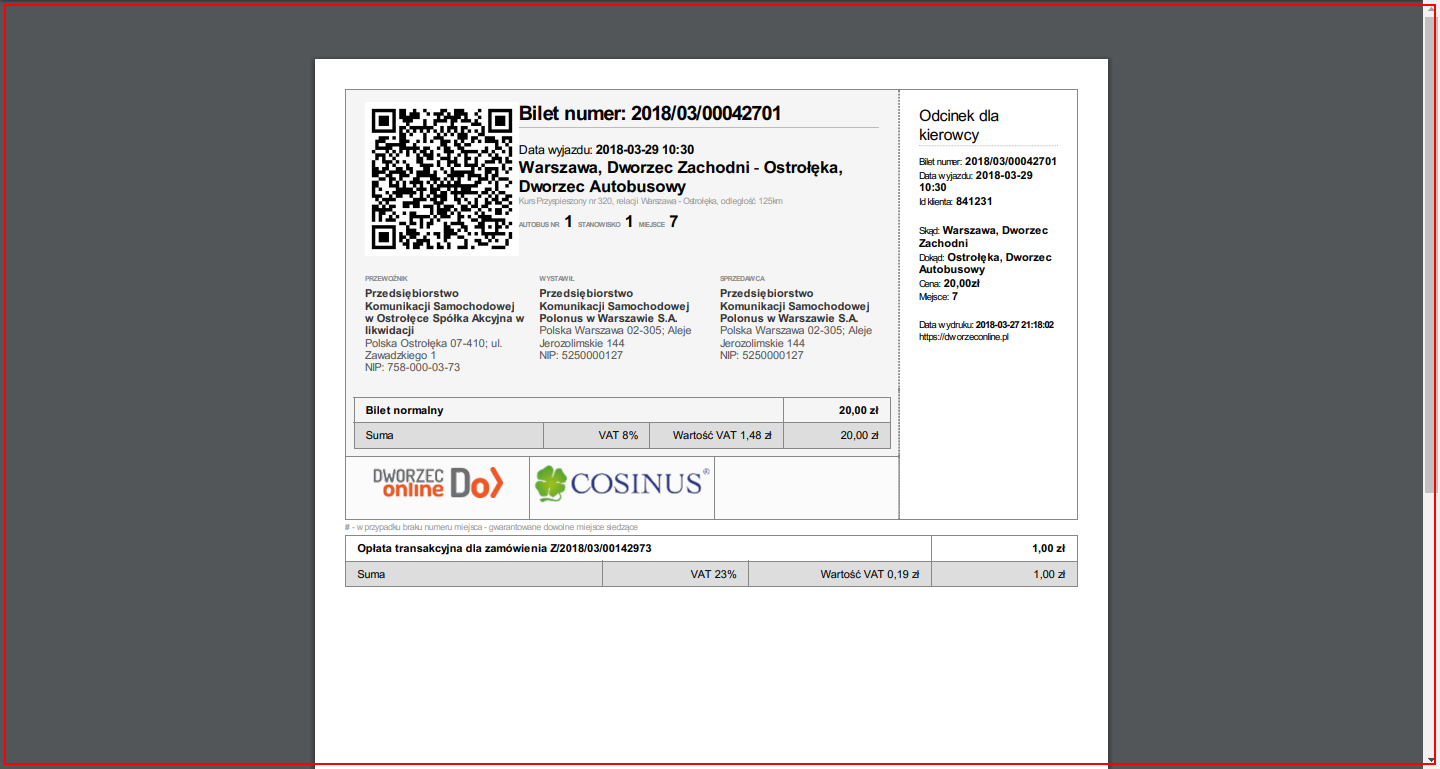 Bilet numer: 2018/03/00042701
Data wyjazdu: 2018-03-29 10:30
Warszawa, Dworzec Zachodni - Ostrołęka,
Dworzec Autobusowy
Kurs Przyspieszony nr 320, relacji Warszawa - Ostrołęka, odległość 125km
AUTOBUS NR 1 STANOWISKO 1 MIEJSCE 7
PRZEWOŹNIK
Przedsiębiorstwo
Komunikacji Samochodowej
w Ostrołęce Spółka Akcyjna w
likwidacji
Polska Ostrołęka 07-410; ul.
Zawadzkiego 1
NIP: 758-000-03-73
WYSTAWIŁ
Przedsiębiorstwo
Komunikacji Samochodowej
Polonus w Warszawie S.A.
Polska Warszawa 02-305; Aleje
Jerozolimskie 144
NIP: 5250000127
SPRZEDAWCA
Przedsiębiorstwo
Komunikacji Samochodowej
Polonus w Warszawie S.A.
Polska Warszawa 02-305; Aleje
Jerozolimskie 144
NIP: 5250000127
Bilet normalny 20,00 zł
Suma VAT 8% Wartość VAT 1,48 zł 20,00 zł
DWORZEC
online Do
COSINUS®
Odcinek dla
kierowcy
Bilet numer: 2018/03/00042701
Data wyjazdu: 2018-03-29
10:30
Id klienta: 841231
Skąd: Warszawa, Dworzec
Zachodni
Dokąd: Ostrołęka, Dworzec
Autobusowy
Cena: 20,00zł
Miejsce: 7
Data wydruku: 2018-03-27 21:18:02
https://dworzeconline.pl
# - w przypadku braku numeru miejsca - gwarantowane dowolne miejsce siedzące
Opłata transakcyjna dla zamówienia Z/2018/03/00142973 1,00 zł
Suma VAT 23% Wartość VAT 0,19 zł 1,00 zł